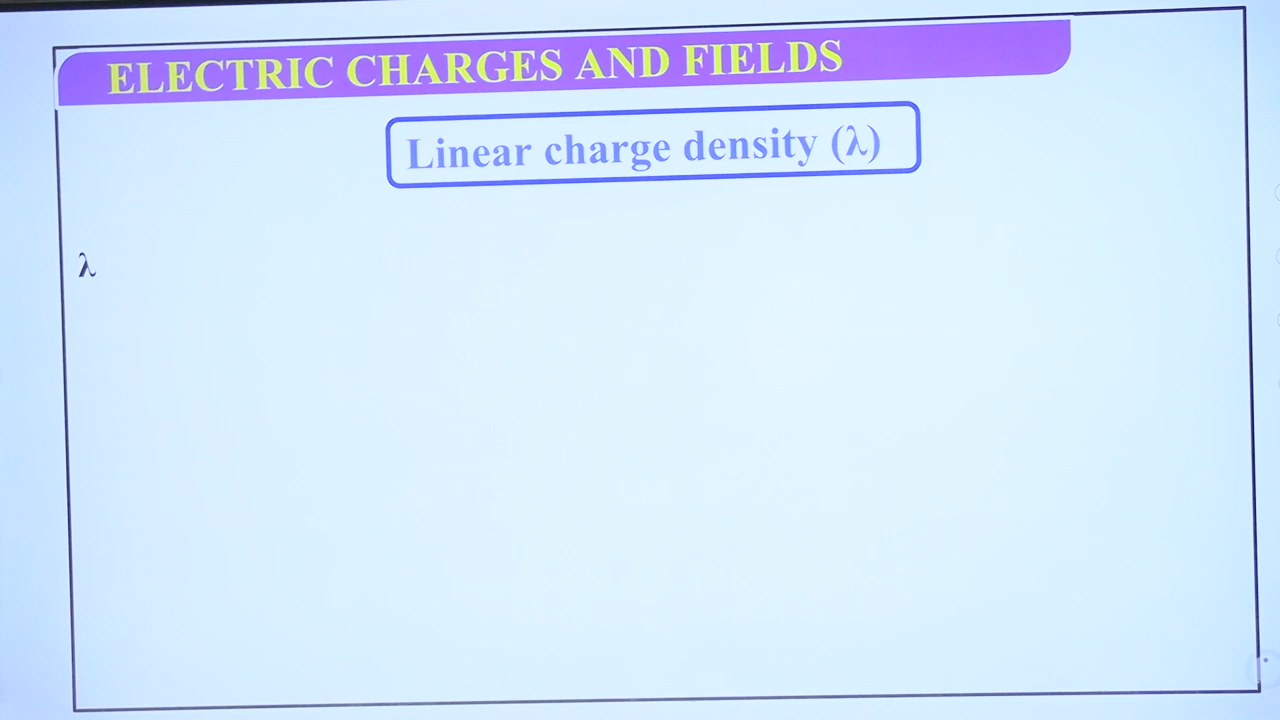 ELECTRIC CHARGES AND FIELDS
Linear charge density (λ)
λ